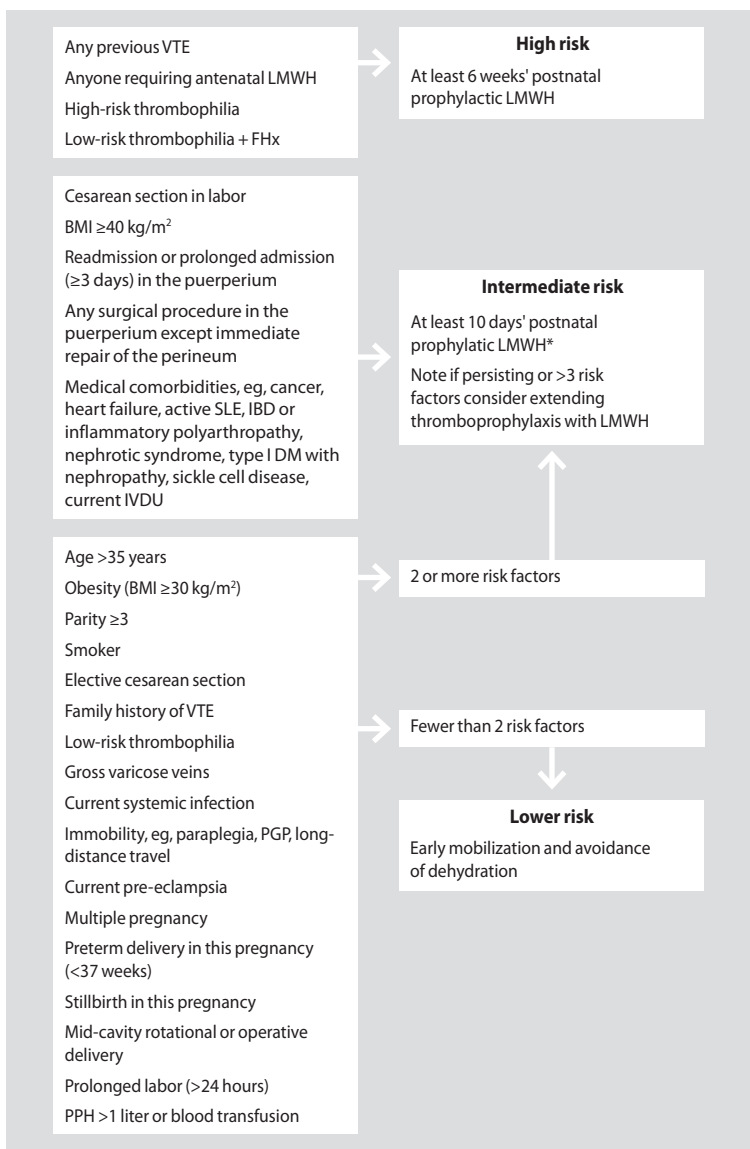 Any previous VTE
Anyone requiring antenatal LMWH
High-risk thrombophilia
Low-risk thrombophilia + FHx
High risk
At least 6 weeks' postnatal
prophylactic LMWH
Cesarean section in labor
BMI ≥40 kg/m²
Readmission or prolonged admission
(≥3 days) in the puerperium
Any surgical procedure in the
puerperium except immediate
repair of the perineum
Medical comorbidities, eg, cancer,
heart failure, active SLE, IBD or
inflammatory polyarthropathy,
nephrotic syndrome, type I DM with
nephropathy, sickle cell disease,
current IVDU
Intermediate risk
At least 10 days' postnatal
prophylatic LMWH*
Note if persisting or >3 risk
factors consider extending
thromboprophylaxis with LMWH
Age >35 years
Obesity (BMI ≥30 kg/m²)
Parity ≥3
Smoker
Elective cesarean section
Family history of VTE
Low-risk thrombophilia
Gross varicose veins
Current systemic infection
Immobility, eg, paraplegia, PGP, long-
distance travel
Current pre-eclampsia
Multiple pregnancy
Preterm delivery in this pregnancy
(<37 weeks)
Stillbirth in this pregnancy
Mid-cavity rotational or operative
delivery
Prolonged labor (>24 hours)
PPH >1 liter or blood transfusion
2 or more risk factors
Fewer than 2 risk factors
Lower risk
Early mobilization and avoidance
of dehydration